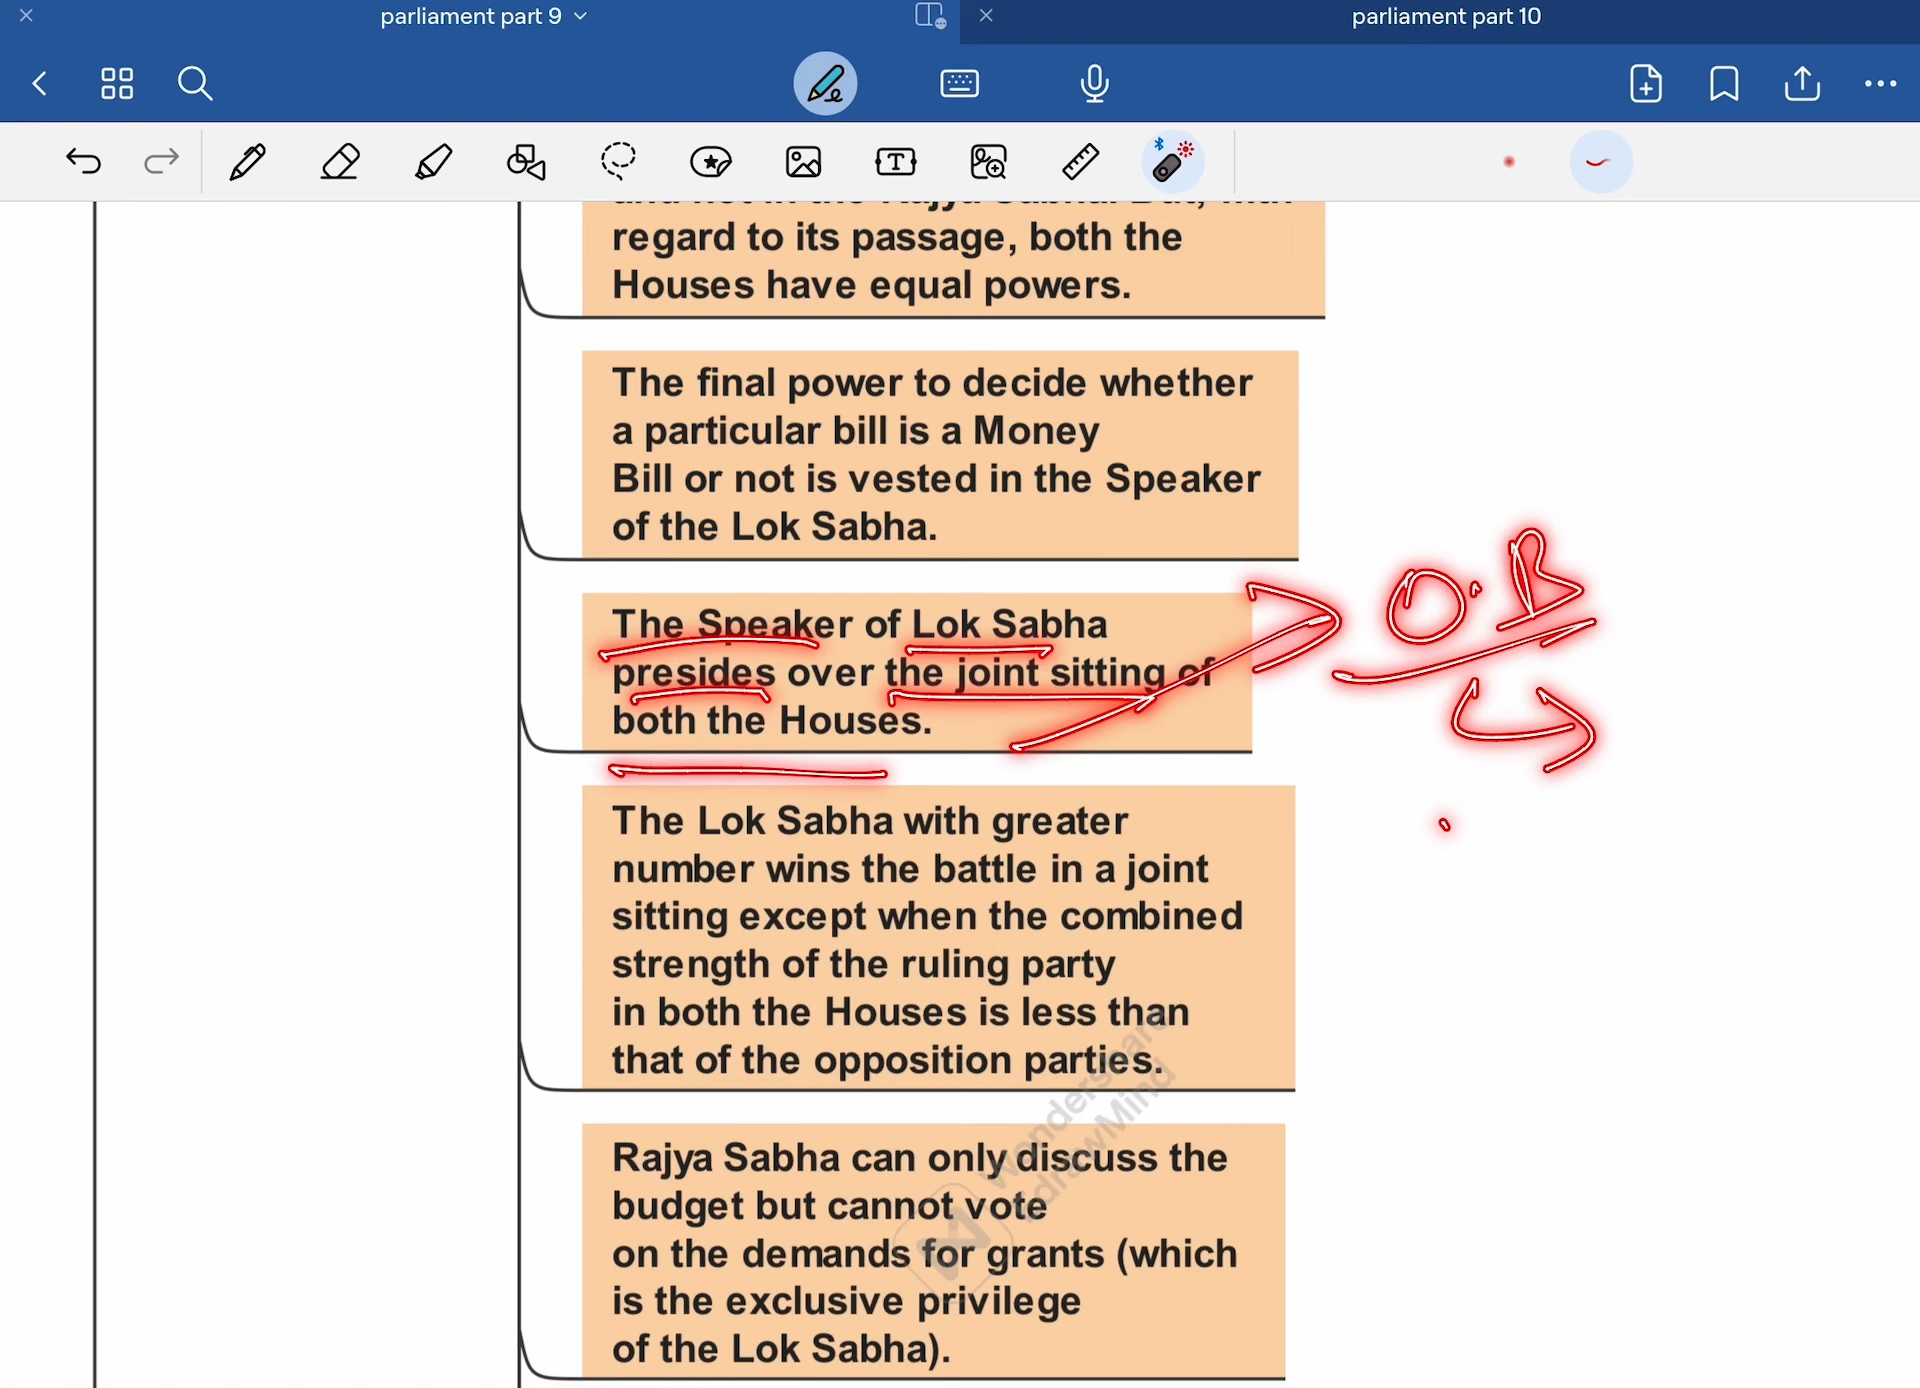 parliament part 9
parliament part 10
regard to its passage, both the
Houses have equal powers.
The final power to decide whether
a particular bill is a Money
Bill or not is vested in the Speaker
of the Lok Sabha.
O.B
The Speaker of Lok Sabha
presides over the joint sitting of
both the Houses.
The Lok Sabha with greater
number wins the battle in a joint
sitting except when the combined
strength of the ruling party
in both the Houses is less than
that of the opposition parties.
Rajya Sabha can only discuss the
budget but cannot vote
on the demands for grants (which
is the exclusive privilege
of the Lok Sabha).
Wondershare
EdrawMind